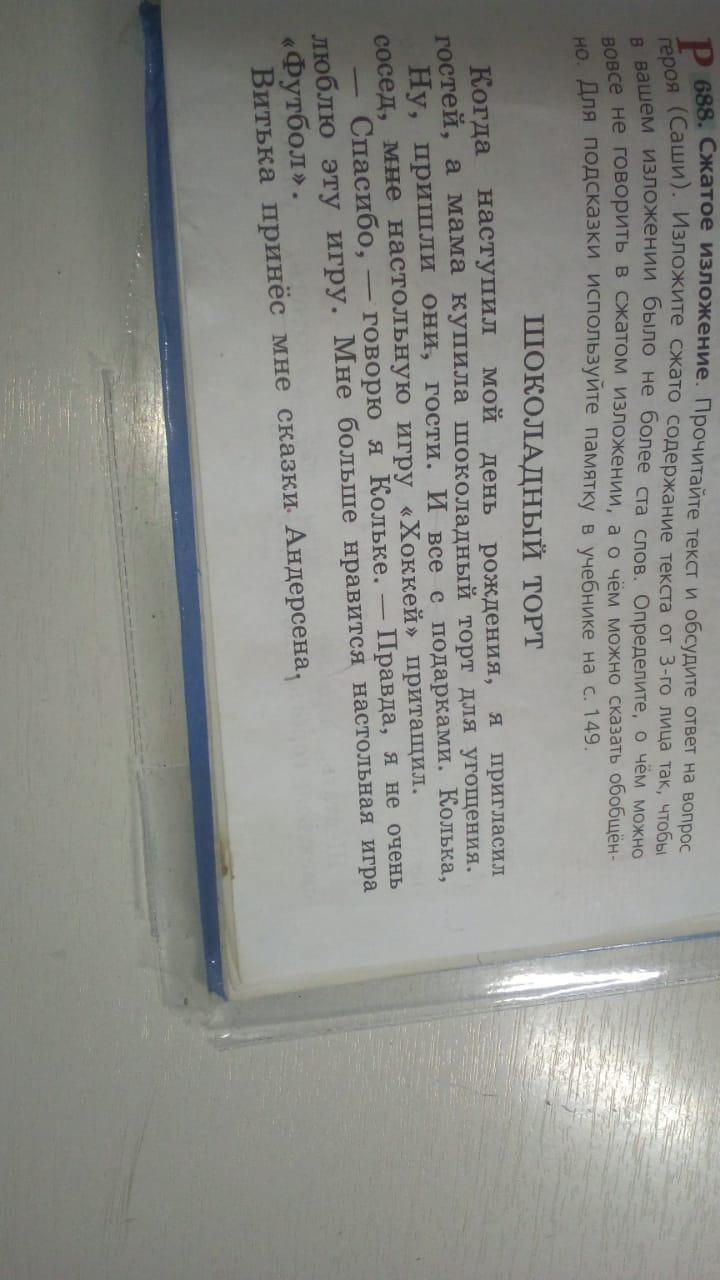 Р 688. Сжатое изложение. Прочитайте текст и обсудите ответ на вопрос
героя (Саши). Изложите сжато содержание текста от 3-го лица так, чтобы
в вашем изложении было не более ста слов. Определите, о чём можно
вовсе не говорить в сжатом изложении, а о чём можно сказать обобщён-
но. Для подсказки используйте памятку в учебнике на с. 149.
ШОКОЛАДНЫЙ ТОРТ
Когда наступил мой день рождения, я пригласил
гостей, а мама купила шоколадный торт для угощения.
Ну, пришли они, гости. И все с подарками. Колька,
сосед, мне настольную игру «Хоккей» притащил.
— Спасибо, — говорю я Кольке. — Правда, я не очень
люблю эту игру. Мне больше нравится настольная игра
«Футбол».
Витька принёс мне сказки Андерсена,